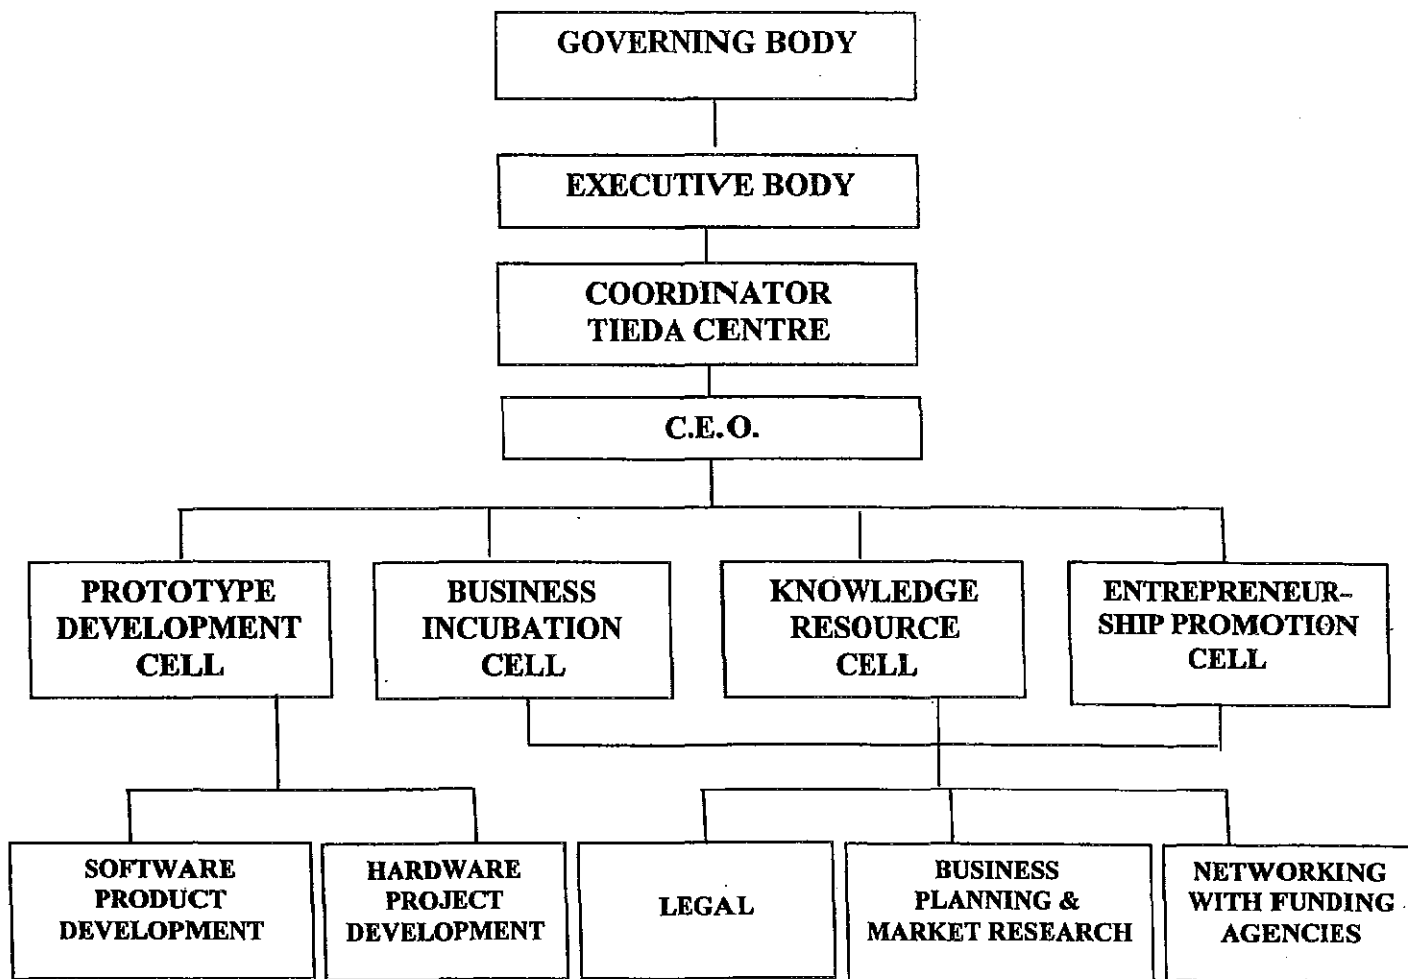 GOVERNING BODY
EXECUTIVE BODY
COORDINATOR
TIEDA CENTRE
C.E.O.
PROTOTYPE
DEVELOPMENT
CELL
BUSINESS
INCUBATION
CELL
KNOWLEDGE
RESOURCE
CELL
ENTREPRENEUR-
SHIP PROMOTION
CELL
SOFTWARE
PRODUCT
DEVELOPMENT
HARDWARE
PROJECT
DEVELOPMENT
LEGAL
BUSINESS
PLANNING &
MARKET RESEARCH
NETWORKING
WITH FUNDING
AGENCIES